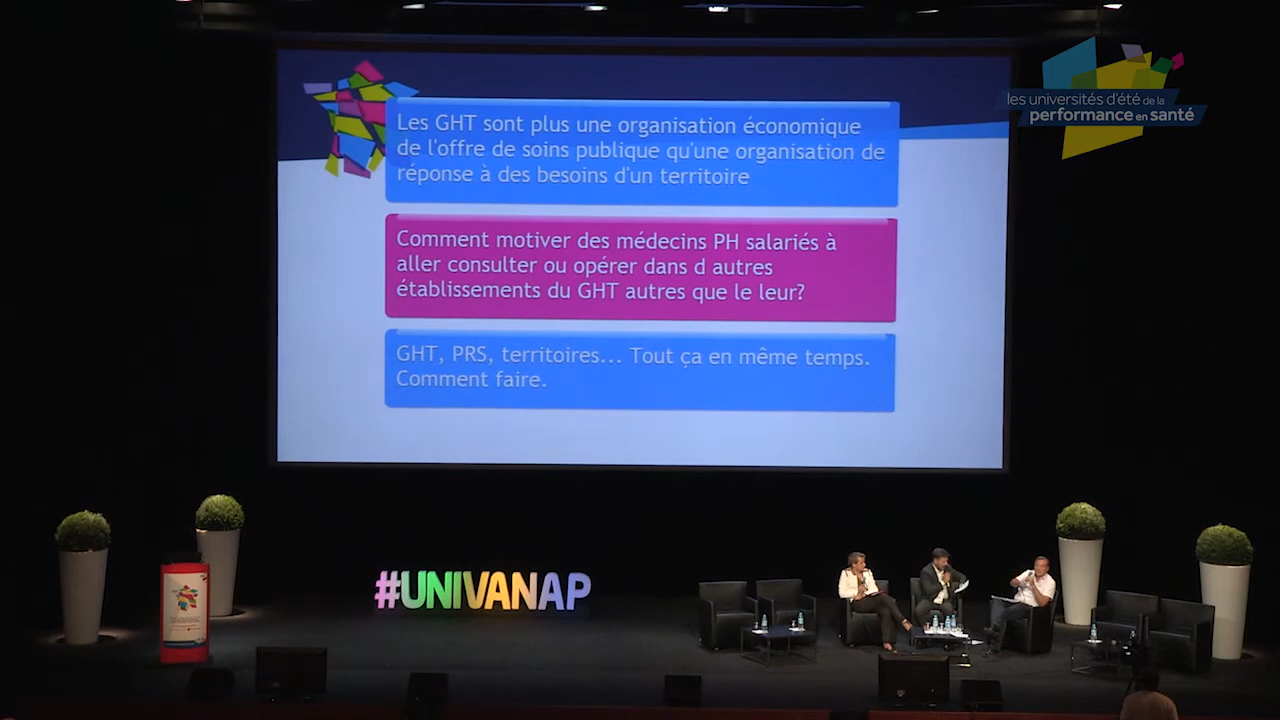 les universités d'été de la
performance en santé
Les GHT sont plus une organisation économique
de l'offre de soins publique qu'une organisation de
réponse à des besoins d'un territoire
Comment motiver des médecins PH salariés à
aller consulter ou opérer dans d autres
établissements du GHT autres que le leur?
GHT, PRS, territoires... Tout ça en même temps.
Comment faire.
#UNIVANAP